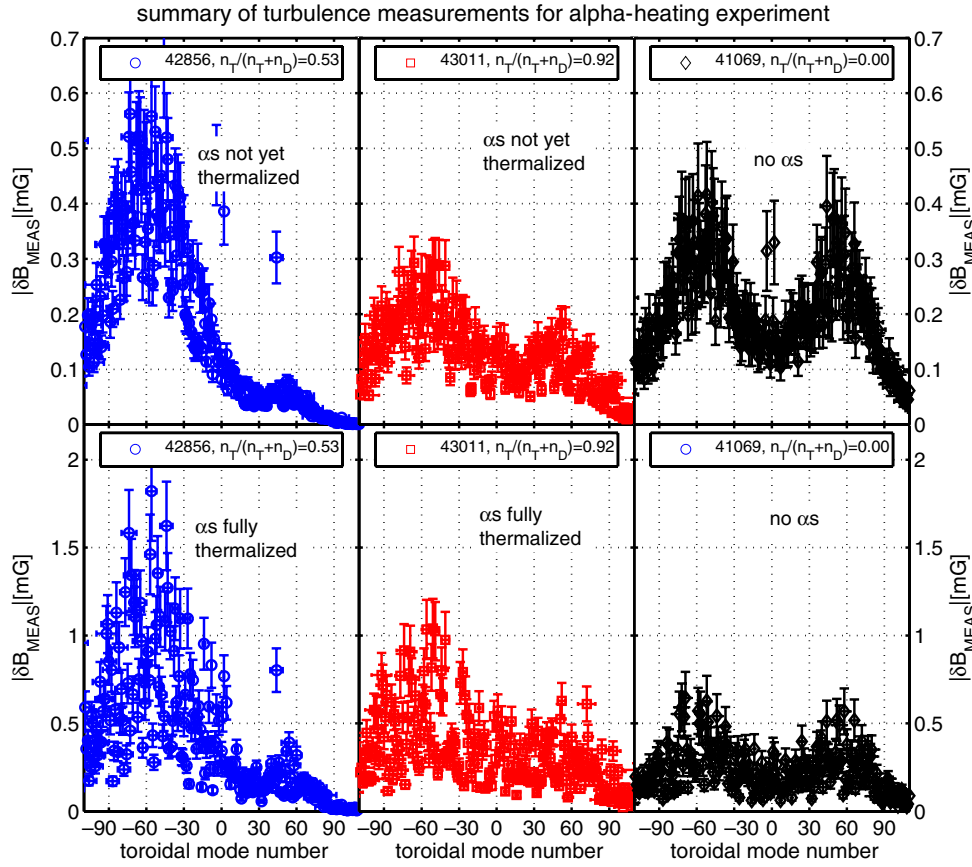 summary of turbulence measurements for alpha-heating experiment
0.7
0.6
0.5
0.4
0.3
0.2
0.1
0
|δB_MEAS|[mG]
42856, n_T/(n_T+n_D)=0.53
αs not yet
thermalized
43011, n_T/(n_T+n_D)=0.92
αs not yet
thermalized
41069, n_T/(n_T+n_D)=0.00
no αs
0.7
0.6
0.5
0.4
0.3
0.2
0.1
0
|δB_MEAS|[mG]
2
1.5
1
0.5
0
|δB_MEAS|[mG]
42856, n_T/(n_T+n_D)=0.53
αs fully
thermalized
43011, n_T/(n_T+n_D)=0.92
αs fully
thermalized
41069, n_T/(n_T+n_D)=0.00
no αs
2
1.5
1
0.5
0
|δB_MEAS|[mG]
−90 −60 −30 0 30 60 90
−90 −60 −30 0 30 60 90
−90 −60 −30 0 30 60 90
toroidal mode number
toroidal mode number
toroidal mode number